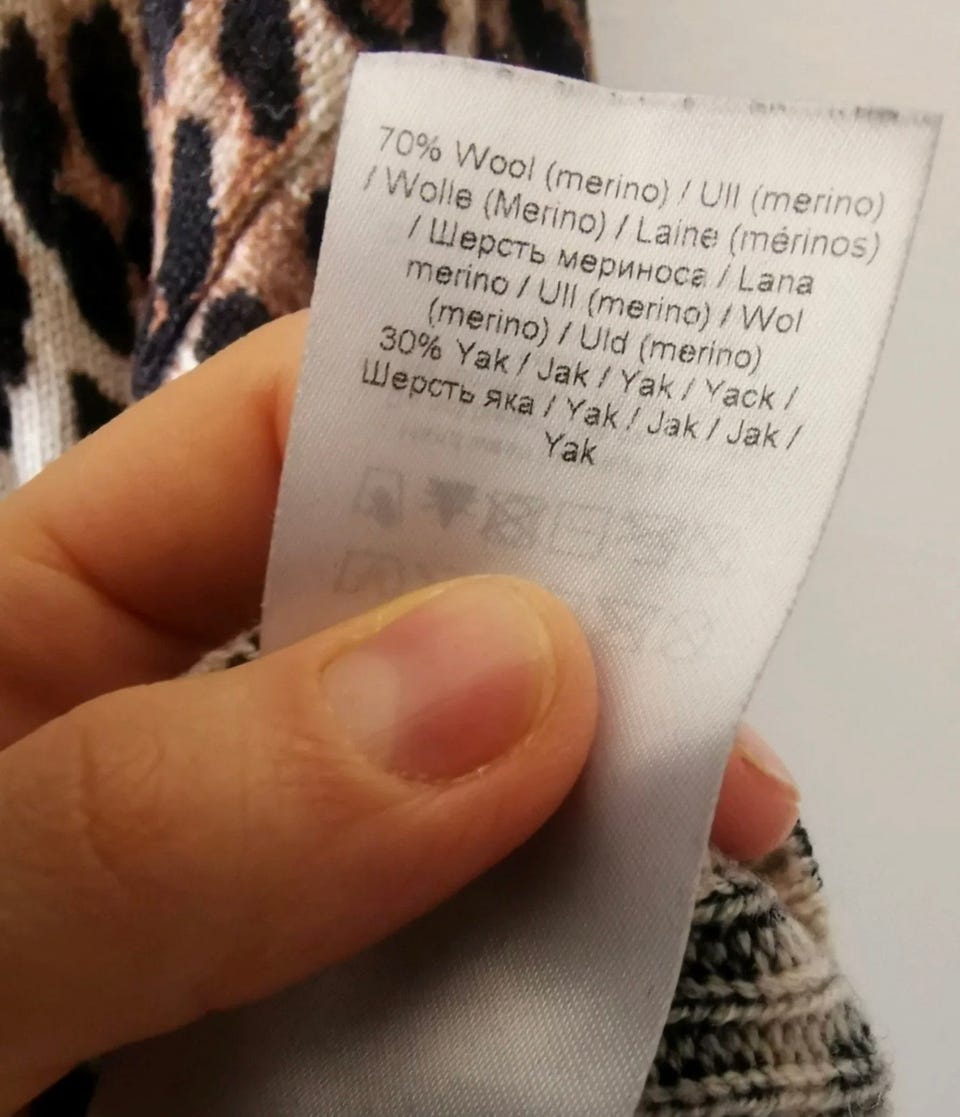 70% Wool (merino) / Ull (merino)
/ Wolle (Merino) / Laine (mérinos)
/ Шерсть мериноса / Lana
merino / Ull (merino) / Wol
(merino) / Uld (merino)
30% Yak / Jak / Yak / Yack /
Шерсть яка / Yak / Jak / Jak /
Yak